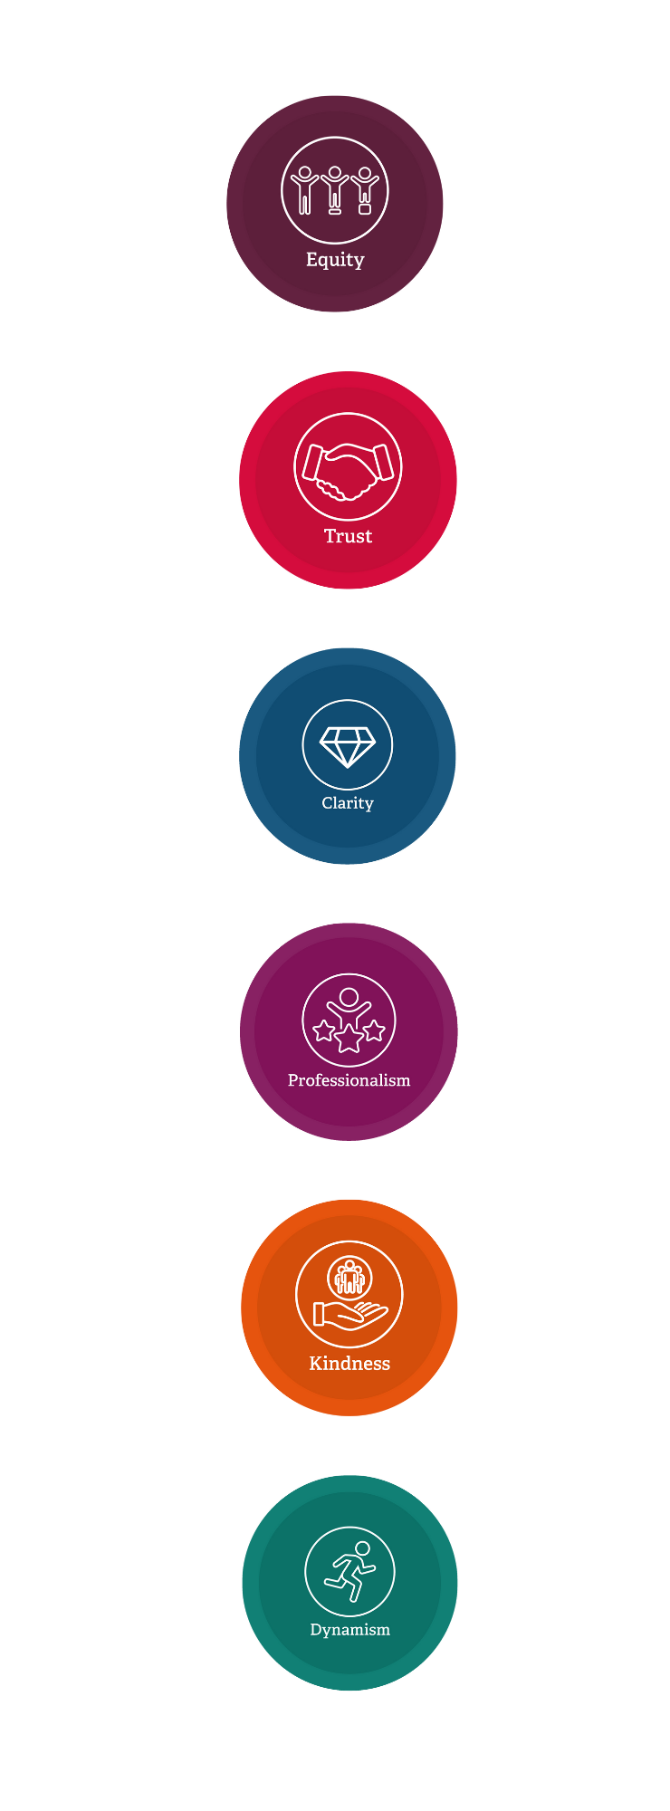 Equity
Trust
Clarity
Professionalism
Kindness
Dynamism